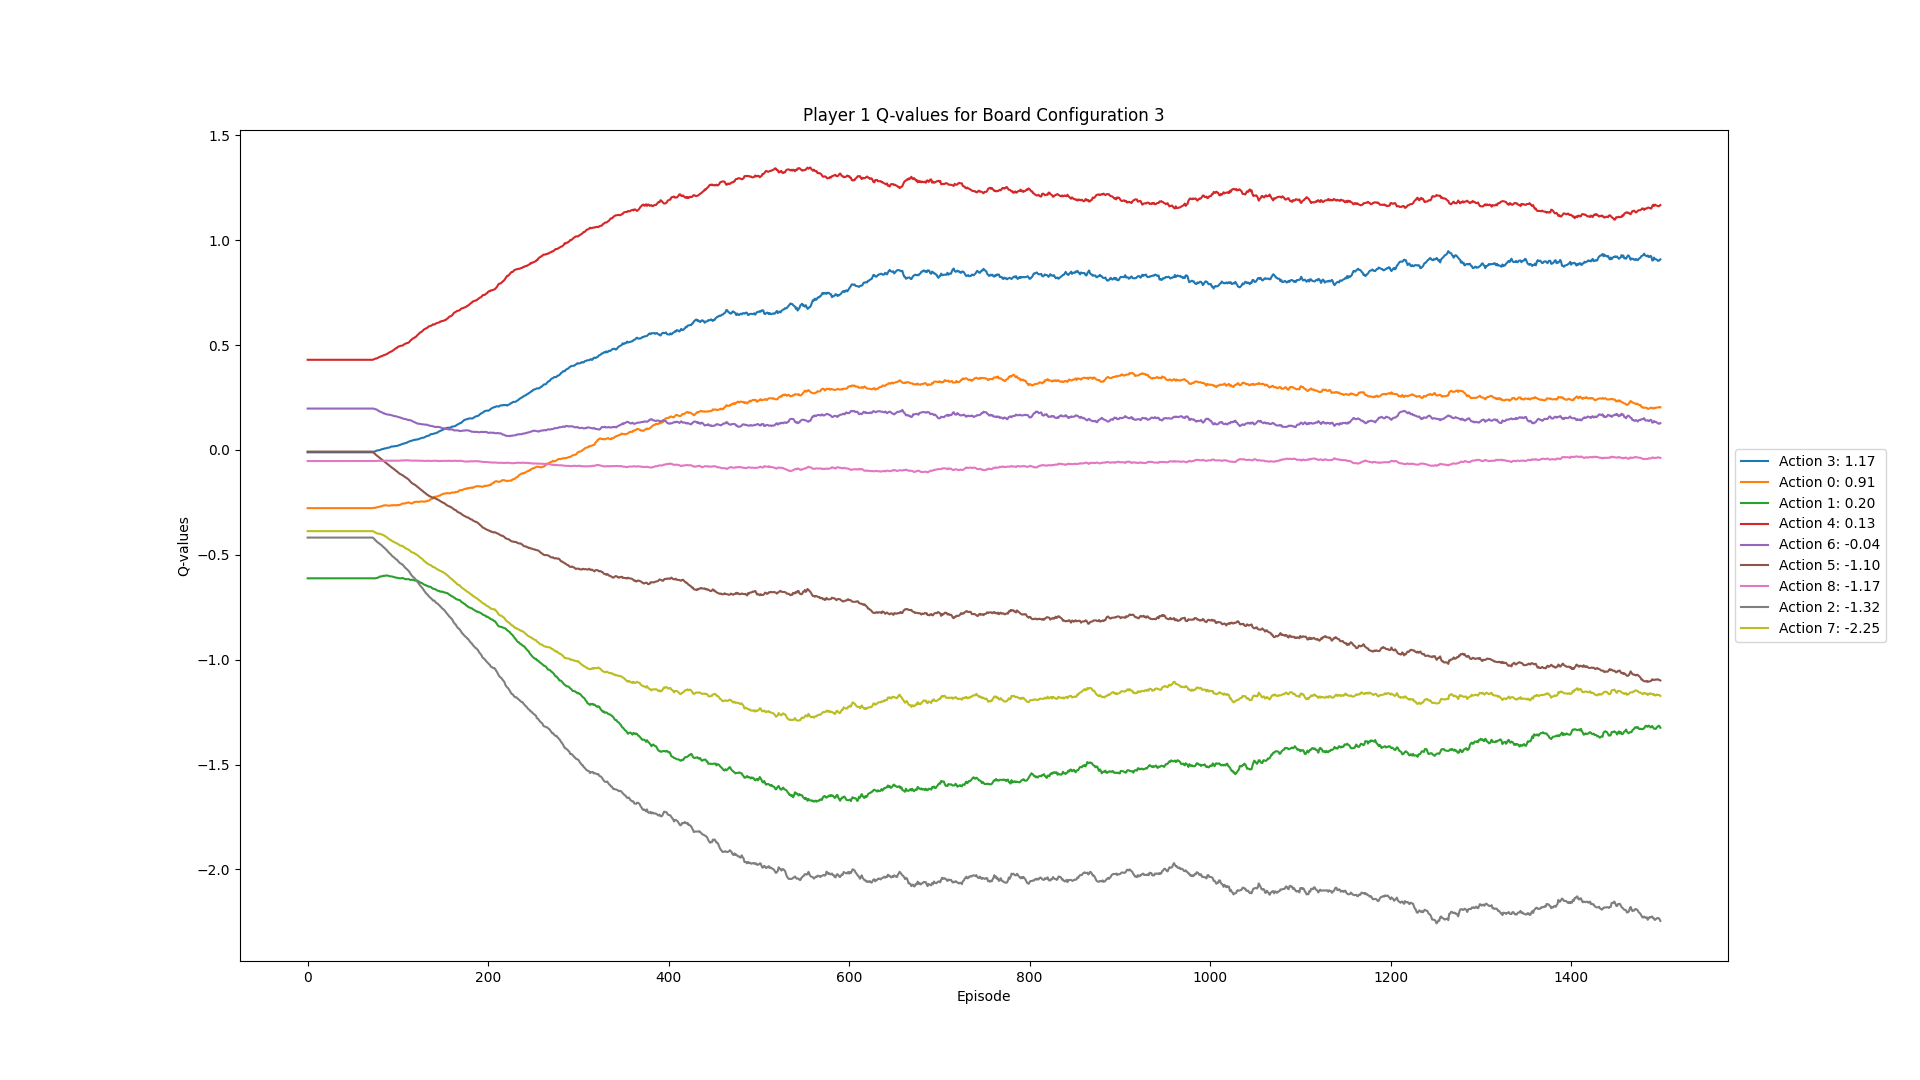 Player 1 Q-values for Board Configuration 3
1.5
1.0
0.5
0.0
−0.5
−1.0
−1.5
−2.0
Q-values
0 200 400 600 800 1000 1200 1400
Episode
Action 3: 1.17
Action 0: 0.91
Action 1: 0.20
Action 4: 0.13
Action 6: -0.04
Action 5: -1.10
Action 8: -1.17
Action 2: -1.32
Action 7: -2.25